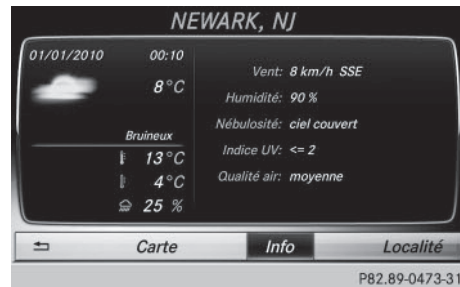 NEWARK, NJ
01/01/2010 00:10
8°C
Bruineux
13°C
4°C
25 %
Vent: 8 km/h SSE
Humidité: 90 %
Nébulosité: ciel couvert
Indice UV: <= 2
Qualité air: moyenne
Carte Info Localité
P82.89-0473-31